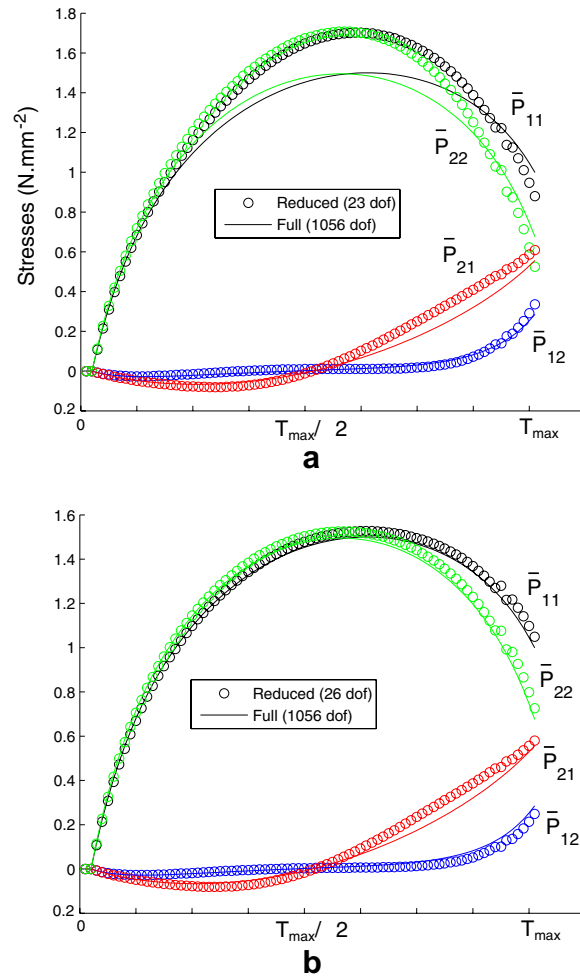 1.8
1.6
P̄11
1.4
P̄22
1.2
Stresses (N.mm-2)
1
Reduced (23 dof)
Full (1056 dof)
0.8
0.6
P̄21
0.4
0.2
P̄12
0
0.2
0
Tmax/ 2
Tmax
a
1.6
1.4
1.2
P̄11
1
P̄22
0.8
Reduced (26 dof)
Full (1056 dof)
0.6
P̄21
0.4
0.2
P̄12
0
0.2
0
Tmax/ 2
Tmax
b